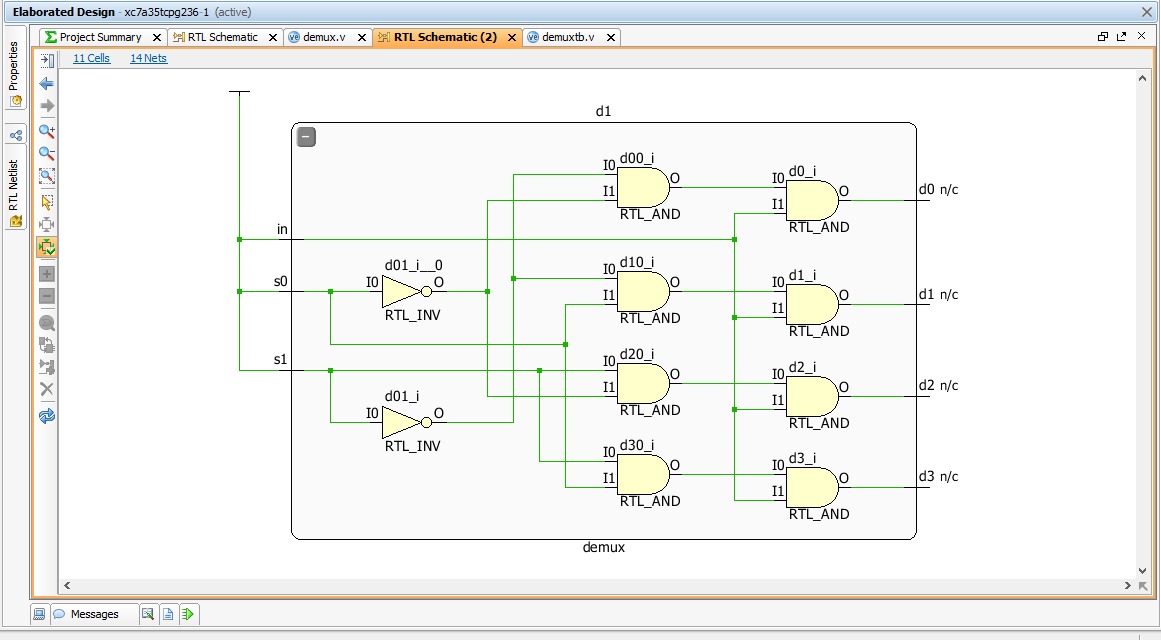 Elaborated Design - xc7a35tcpg236-1 (active)
Properties
RTL Netlist
Project Summary
RTL Schematic
demux.v
RTL Schematic (2)
demuxtb.v
11 Cells
14 Nets
d1
in
s0
s1
d01_i__0
I0
O
RTL_INV
d01_i
I0
O
RTL_INV
d00_i
I0
I1
O
RTL_AND
d10_i
I0
I1
O
RTL_AND
d20_i
I0
I1
O
RTL_AND
d30_i
I0
I1
O
RTL_AND
d0_i
I0
I1
O
RTL_AND
d1_i
I0
I1
O
RTL_AND
d2_i
I0
I1
O
RTL_AND
d3_i
I0
I1
O
RTL_AND
d0 n/c
d1 n/c
d2 n/c
d3 n/c
demux
Messages